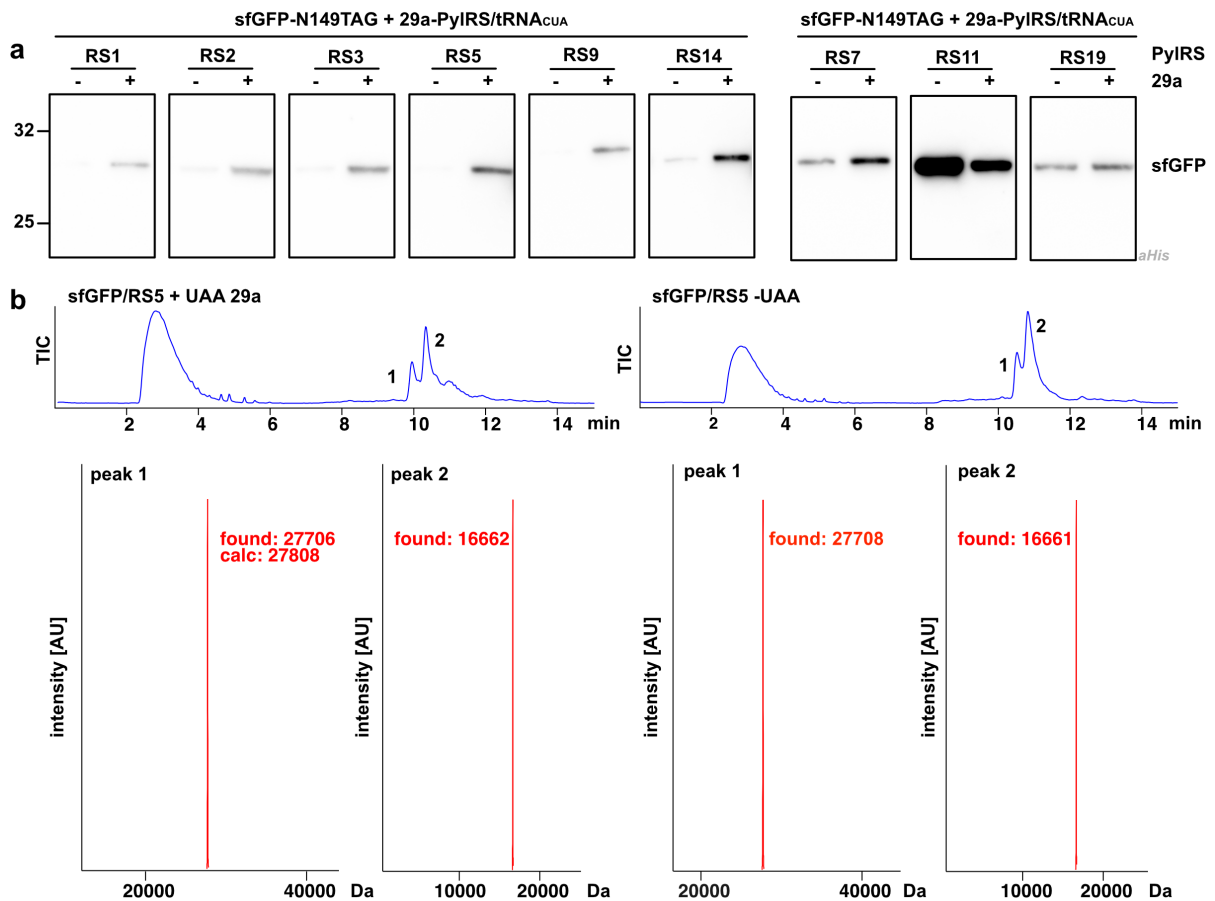 sfGFP-N149TAG + 29a-PylRS/tRNACUA
sfGFP-N149TAG + 29a-PylRS/tRNACUA
a
RS1 RS2 RS3 RS5 RS9 RS14 RS7 RS11 RS19 PylRS
- + - + - + - + - + - + - + - + - + 29a
32
sfGFP
25
aHis
b
sfGFP/RS5 + UAA 29a
sfGFP/RS5 -UAA
TIC
1
2
2 4 6 8 10 12 14 min
TIC
1
2
2 4 6 8 10 12 14 min
peak 1
found: 27706
calc: 27808
intensity [AU]
20000 40000 Da
peak 2
found: 16662
intensity [AU]
10000 20000 Da
peak 1
found: 27708
intensity [AU]
20000 40000 Da
peak 2
found: 16661
intensity [AU]
10000 20000 Da